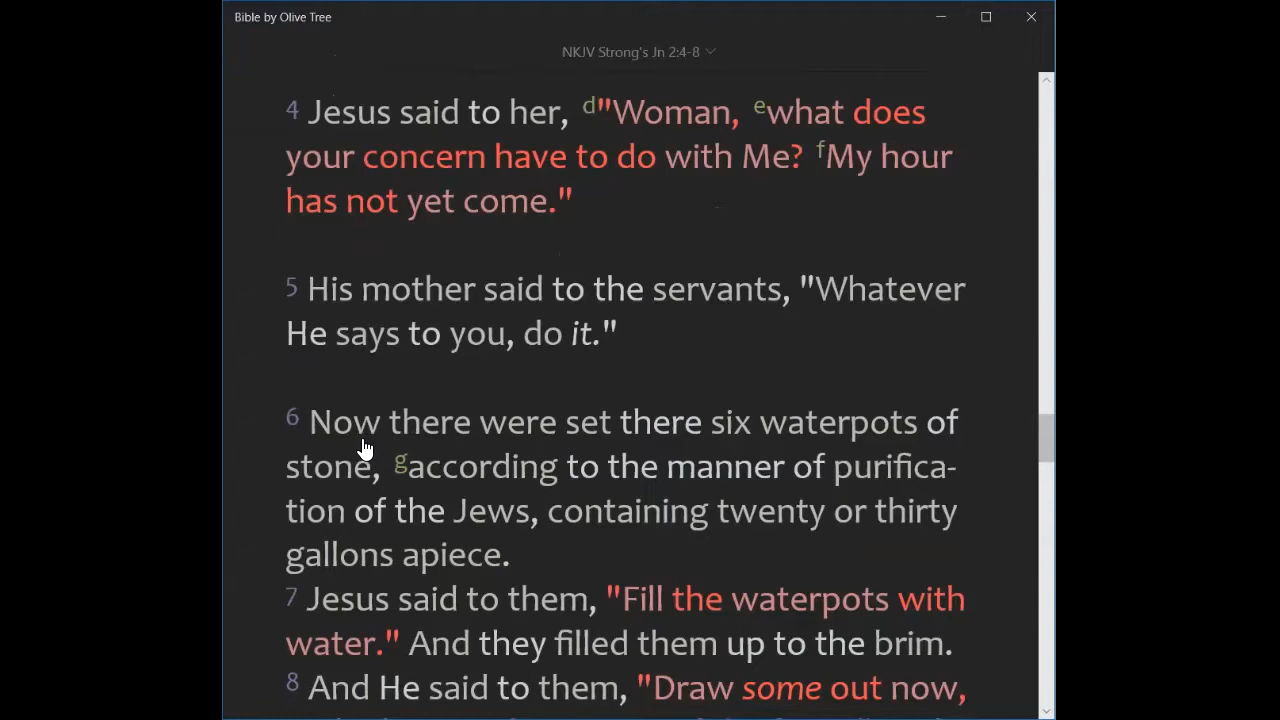 Bible by Olive Tree
NKJV Strong's Jn 2:4-8
4 Jesus said to her, d"Woman, ewhat does
your concern have to do with Me? fMy hour
has not yet come."
5 His mother said to the servants, "Whatever
He says to you, do it."
6 Now there were set there six waterpots of
stone, gaccording to the manner of purifica-
tion of the Jews, containing twenty or thirty
gallons apiece.
7 Jesus said to them, "Fill the waterpots with
water." And they filled them up to the brim.
8 And He said to them, "Draw some out now,